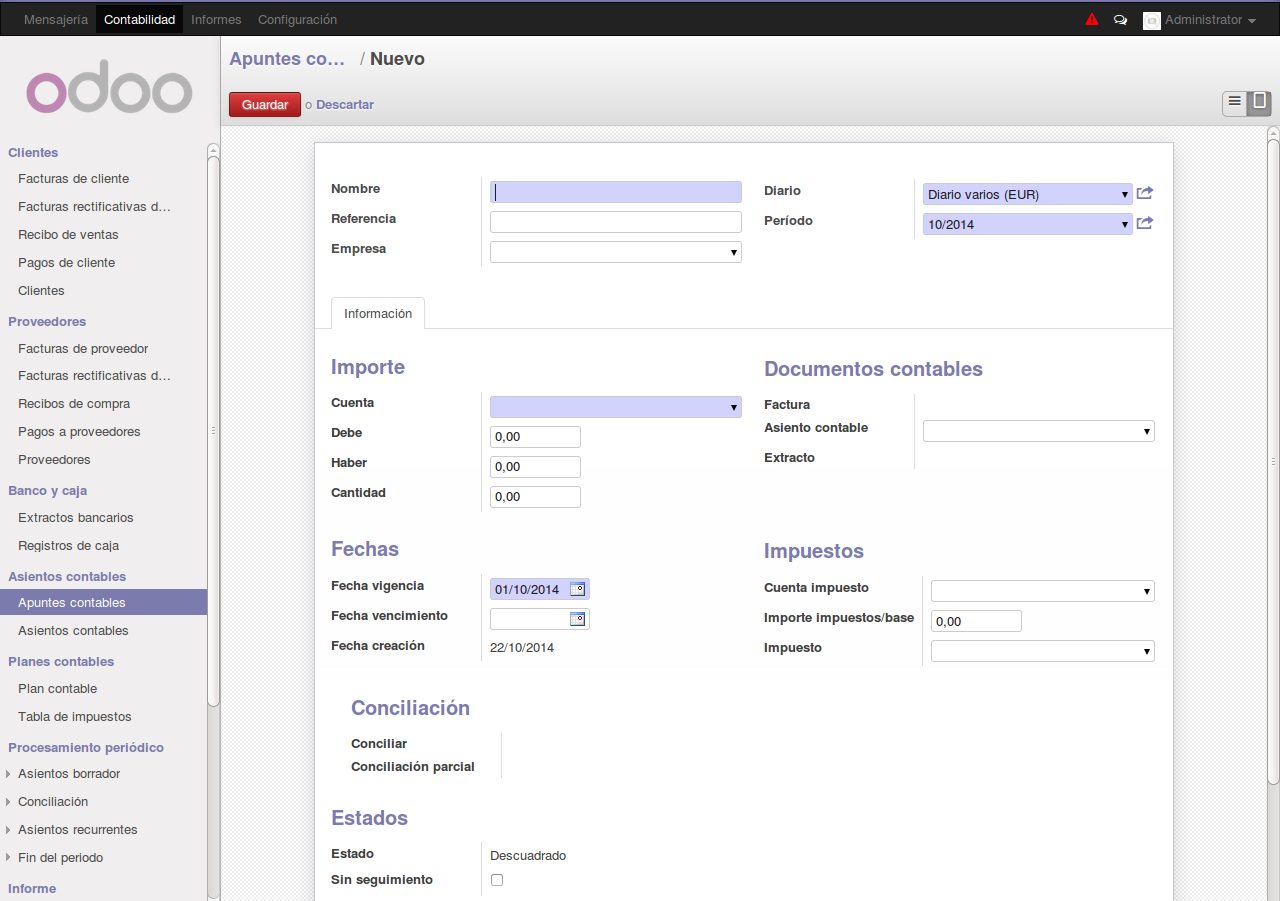 Mensajería Contabilidad Informes Configuración Administrator
odoo
Apuntes co... / Nuevo
Guardar o Descartar
Clientes
Facturas de cliente
Facturas rectificativas d...
Recibo de ventas
Pagos de cliente
Clientes
Proveedores
Facturas de proveedor
Facturas rectificativas d...
Recibos de compra
Pagos a proveedores
Proveedores
Banco y caja
Extractos bancarios
Registros de caja
Asientos contables
Apuntes contables
Asientos contables
Planes contables
Plan contable
Tabla de impuestos
Procesamiento periódico
Asientos borrador
Conciliación
Asientos recurrentes
Fin del periodo
Informe
Nombre
Referencia
Empresa
Diario Diario varios (EUR)
Período 10/2014
Información
Importe
Cuenta
Debe 0,00
Haber 0,00
Cantidad 0,00
Documentos contables
Factura
Asiento contable
Extracto
Fechas
Fecha vigencia 01/10/2014
Fecha vencimiento
Fecha creación 22/10/2014
Impuestos
Cuenta impuesto
Importe impuestos/base 0,00
Impuesto
Conciliación
Conciliar
Conciliación parcial
Estados
Estado Descuadrado
Sin seguimiento